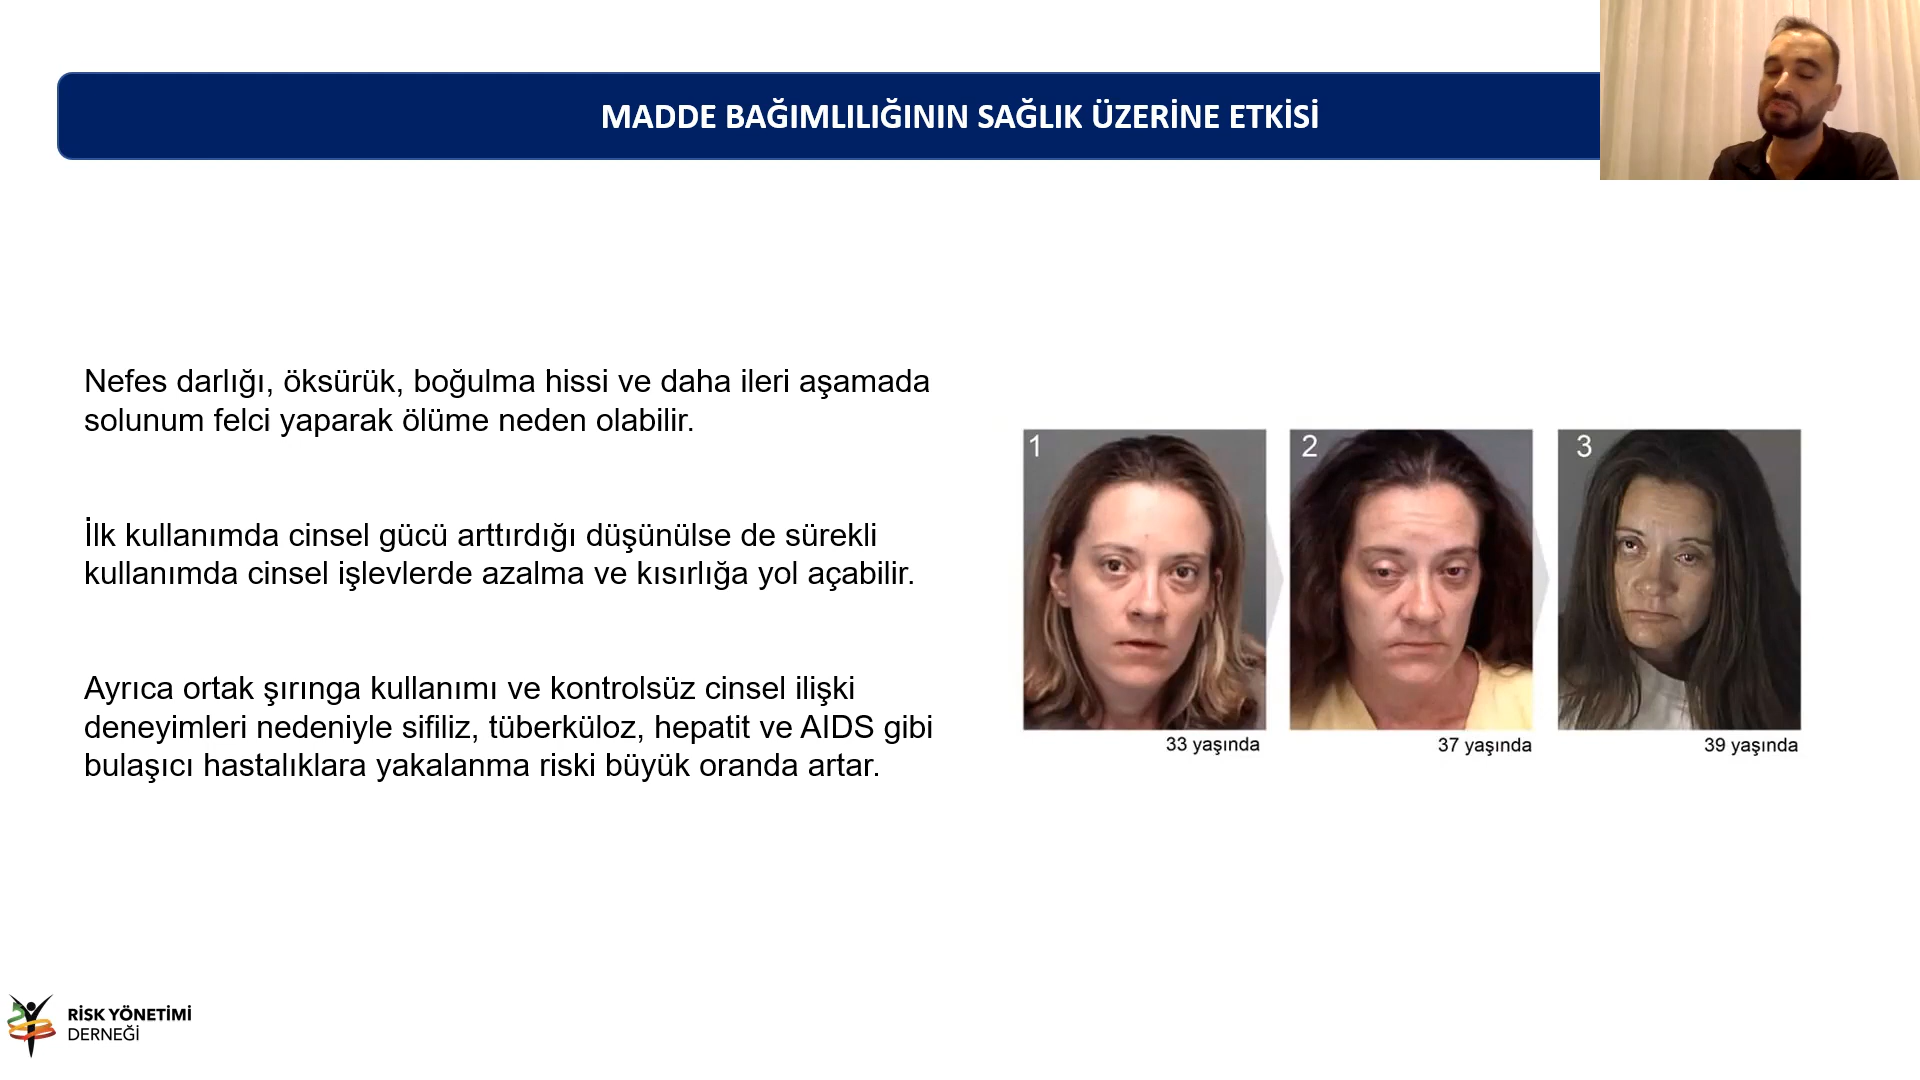 MADDE BAĞIMLILIĞININ SAĞLIK ÜZERİNE ETKİSİ
Nefes darlığı, öksürük, boğulma hissi ve daha ileri aşamada
solunum felci yaparak ölüme neden olabilir.
İlk kullanımda cinsel gücü arttırdığı düşünülse de sürekli
kullanımda cinsel işlevlerde azalma ve kısırlığa yol açabilir.
Ayrıca ortak şırınga kullanımı ve kontrolsüz cinsel ilişki
deneyimleri nedeniyle sifiliz, tüberküloz, hepatit ve AIDS gibi
bulaşıcı hastalıklara yakalanma riski büyük oranda artar.
1
2
3
33 yaşında
37 yaşında
39 yaşında
RİSK YÖNETİMİ
DERNEĞİ